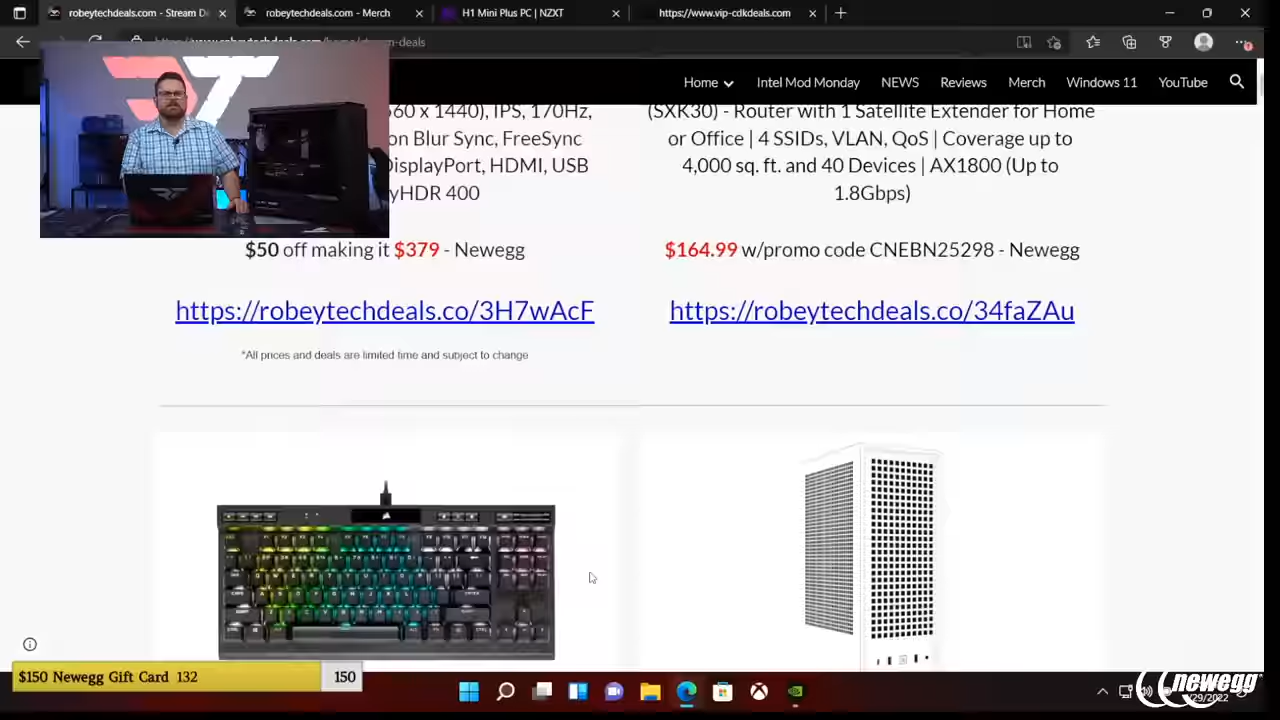 robeytechdeals.com - Stream D
robeytechdeals.com - Merch
H1 Mini Plus PC | NZXT
https://www.vip-cdkdeals.com
Home
Intel Mod Monday
NEWS
Reviews
Merch
Windows 11
YouTube
60 x 1440), IPS, 170Hz,
on Blur Sync, FreeSync
DisplayPort, HDMI, USB
yHDR 400
$50 off making it $379 - Newegg
https://robeytechdeals.co/3H7wAcF
*All prices and deals are limited time and subject to change
(SXK30) - Router with 1 Satellite Extender for Home
or Office | 4 SSIDs, VLAN, QoS | Coverage up to
4,000 sq. ft. and 40 Devices | AX1800 (Up to
1.8Gbps)
$164.99 w/promo code CNEBN25298 - Newegg
https://robeytechdeals.co/34faZAu
$150 Newegg Gift Card 132
150
newegg
/29/2022